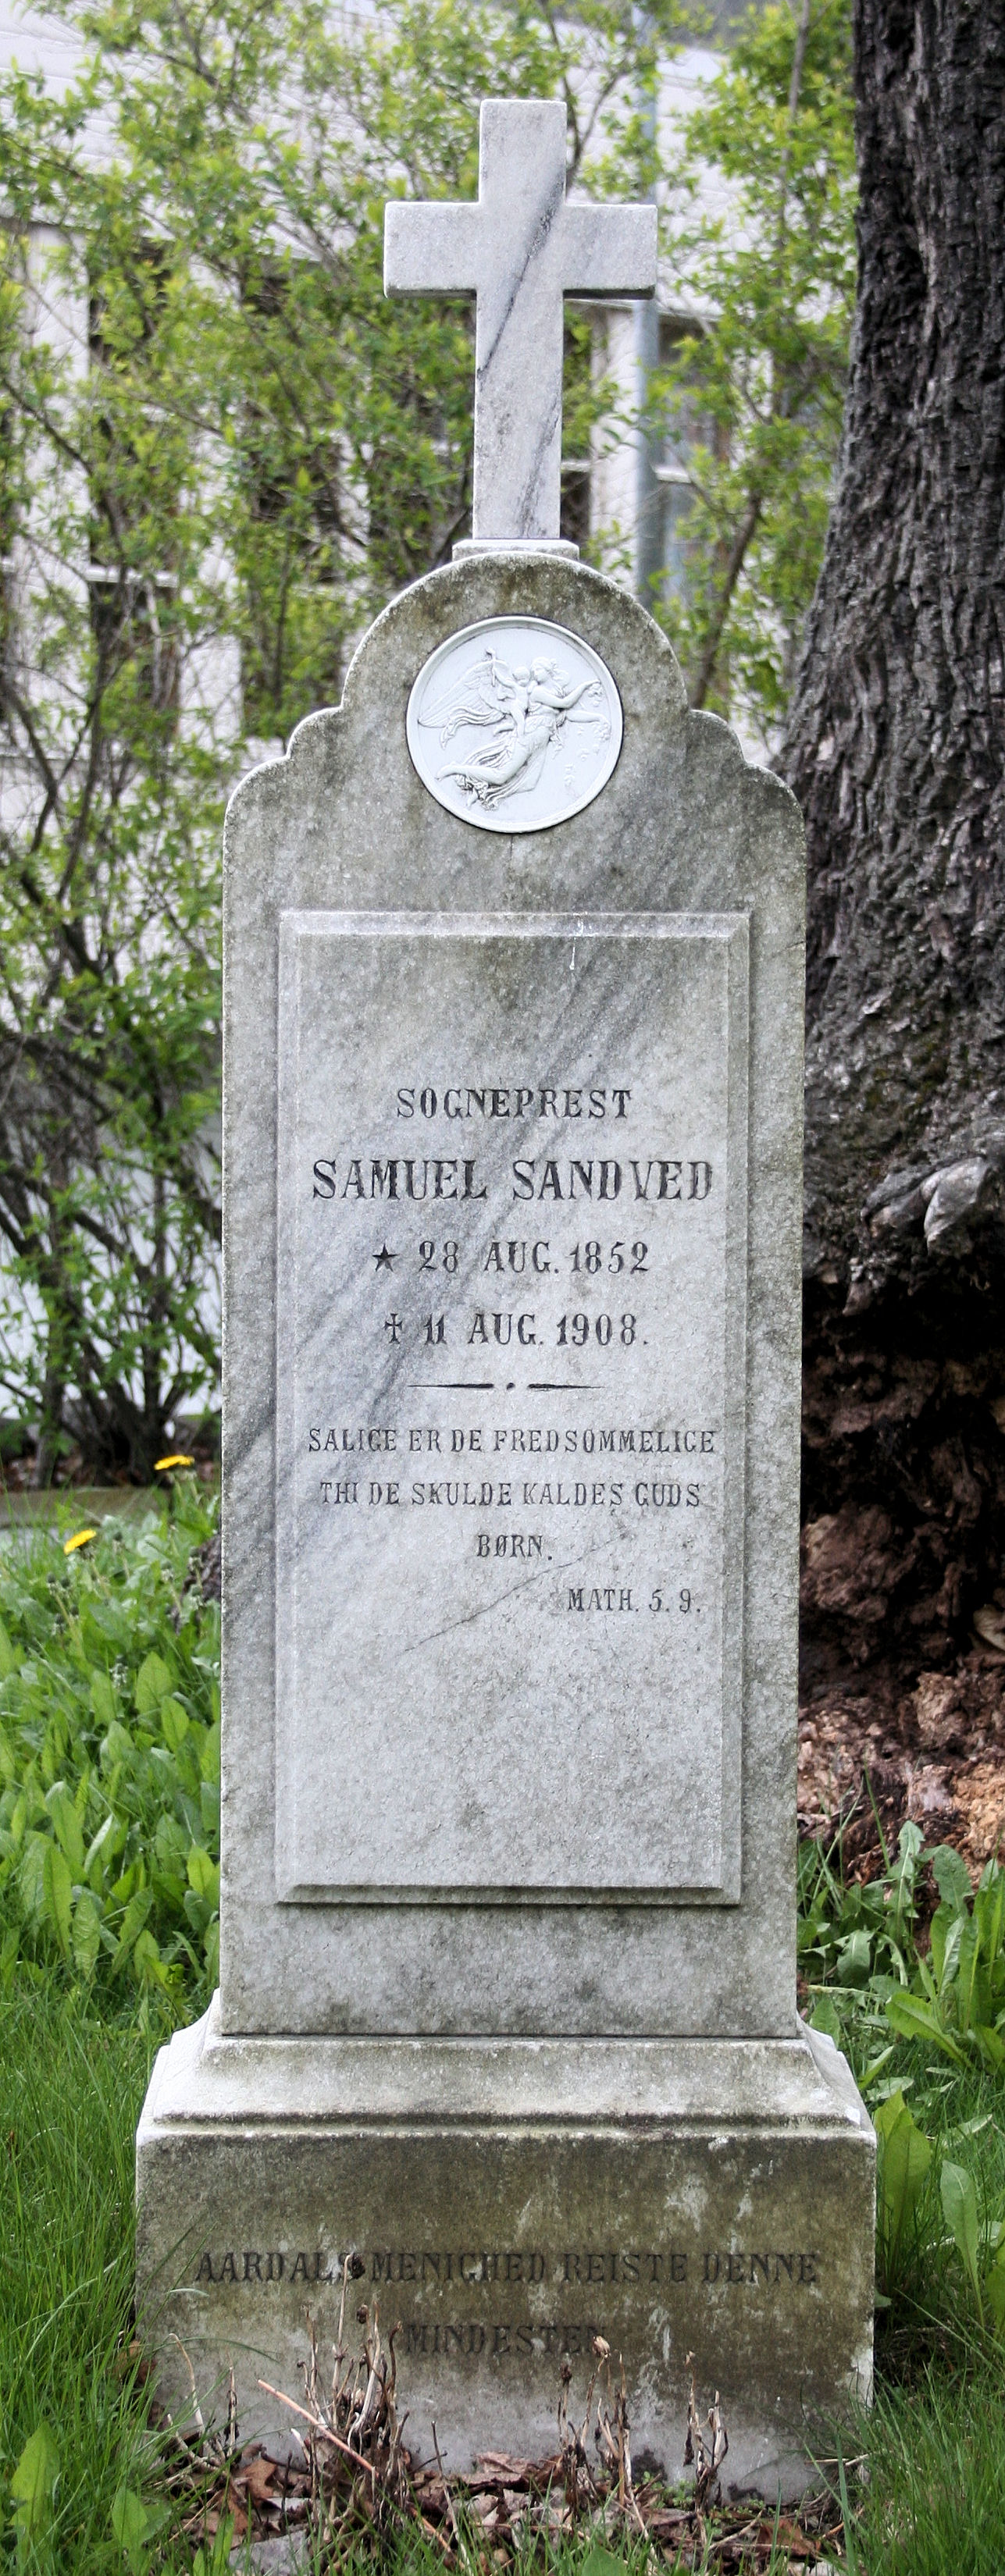 SOGNEPREST
SAMUEL SANDVED
★ 28 AUG. 1852
✝ 11 AUG. 1908.
SALIGE ER DE FREDSOMMELIGE
THI DE SKULDE KALDES GUDS
BØRN.
MATH. 5. 9.
AARDALS MENIGHED REISTE DENNE
MINDESTEN